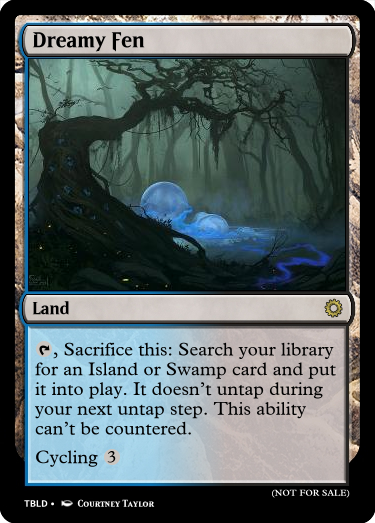 Dreamy Fen
Land
, Sacrifice this: Search your library
for an Island or Swamp card and put
it into play. It doesn't untap during
your next untap step. This ability
can't be countered.
Cycling 3
(NOT FOR SALE)
TBLD • Courtney Taylor